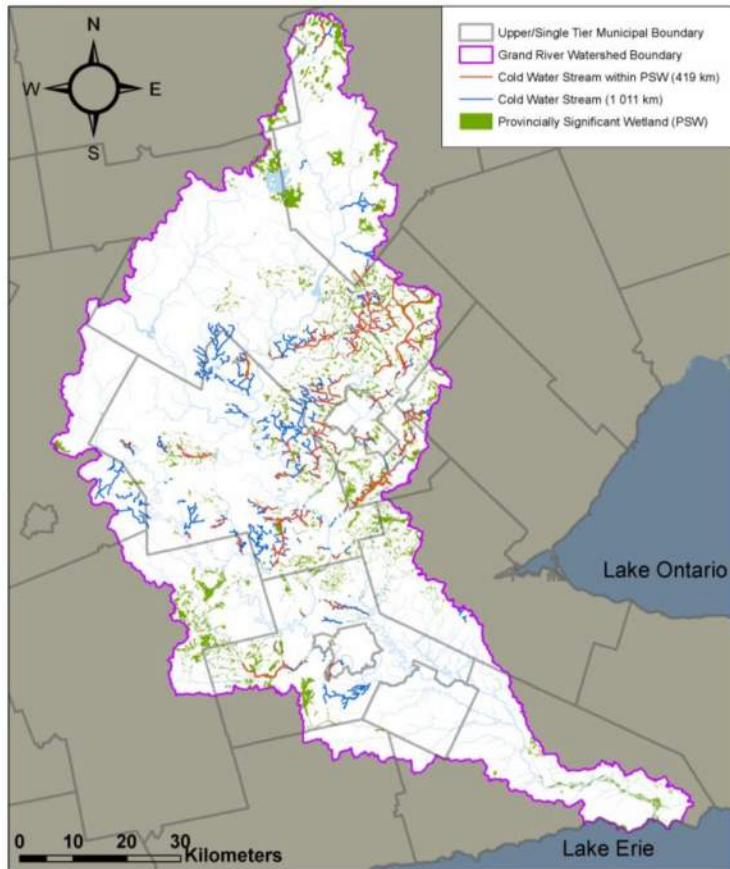 N
W E
S
Upper/Single Tier Municipal Boundary
Grand River Watershed Boundary
Cold Water Stream within PSW (419 km)
Cold Water Stream (1 011 km)
Provincially Significant Wetland (PSW)
Lake Ontario
Lake Erie
0 10 20 30
Kilometers